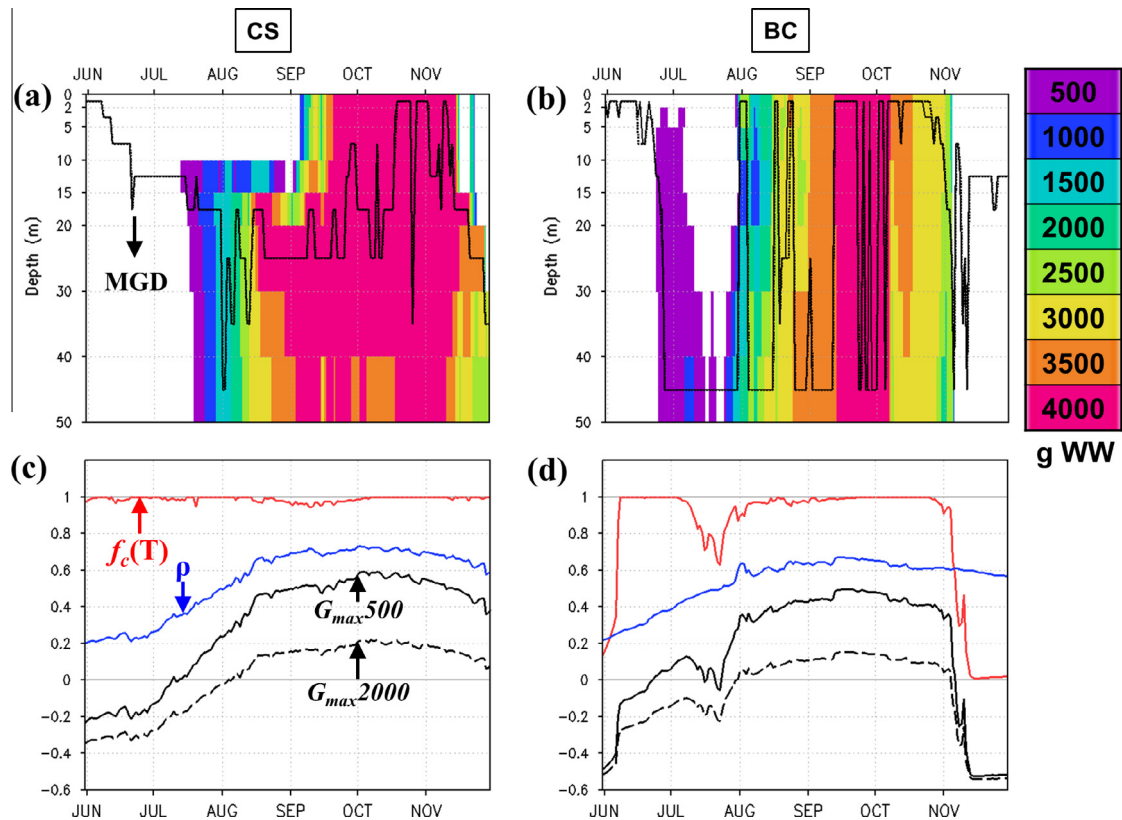 CS
BC
JUN JUL AUG SEP OCT NOV
JUN JUL AUG SEP OCT NOV
(a)
(b)
0
2
5
10
15
20
30
40
50
Depth (m)
MGD
0
2
5
10
15
20
30
40
50
Depth (m)
500
1000
1500
2000
2500
3000
3500
4000
g WW
(c)
(d)
1
0.8
0.6
0.4
0.2
0
-0.2
-0.4
-0.6
fc(T)
ρ
Gmax500
Gmax2000
1
0.8
0.6
0.4
0.2
0
-0.2
-0.4
-0.6
JUN JUL AUG SEP OCT NOV
JUN JUL AUG SEP OCT NOV